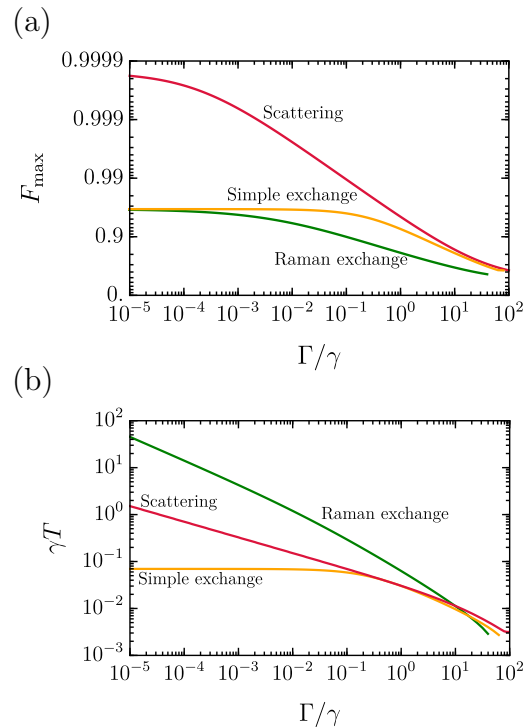 (a)
0.9999
0.999
0.99
0.9
0.
F_max
Scattering
Simple exchange
Raman exchange
10^−5 10^−4 10^−3 10^−2 10^−1 10^0 10^1 10^2
Γ/γ
(b)
10^2
10^1
10^0
10^−1
10^−2
10^−3
γT
Scattering
Raman exchange
Simple exchange
10^−5 10^−4 10^−3 10^−2 10^−1 10^0 10^1 10^2
Γ/γ